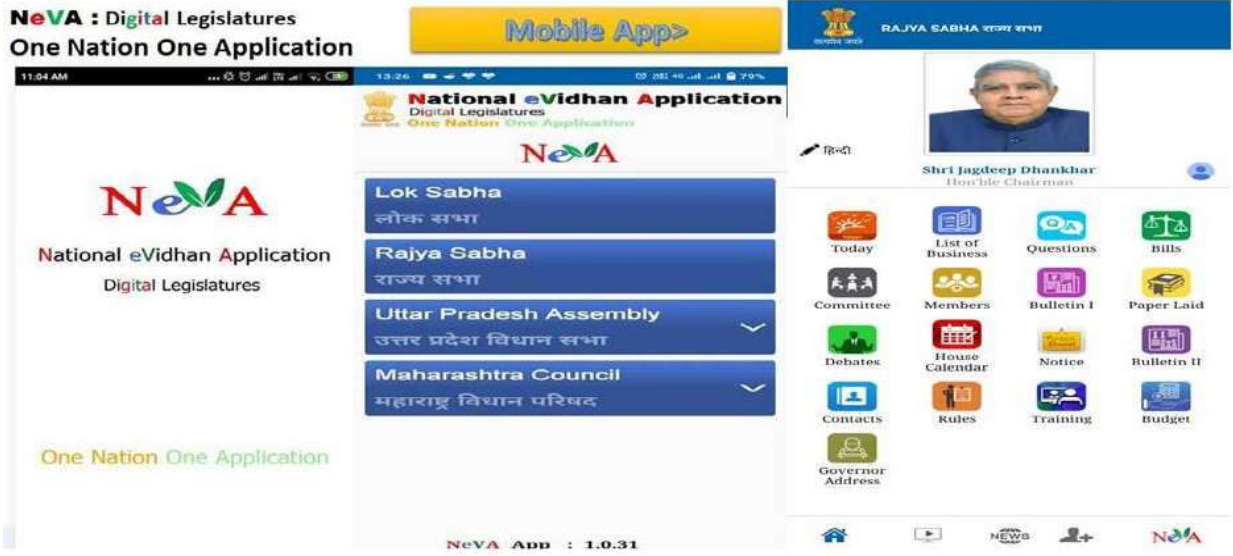 NeVA : Digital Legislatures
One Nation One Application
Mobile App>
11:04 AM
NeVA
National eVidhan Application
Digital Legislatures
One Nation One Application
13:26
79%
National eVidhan Application
Digital Legislatures
One Nation One Application
NeVA
Lok Sabha
लोक सभा
Rajya Sabha
राज्य सभा
Uttar Pradesh Assembly
उत्तर प्रदेश विधान सभा
Maharashtra Council
महाराष्ट्र विधान परिषद
NeVA App : 1.0.31
सत्यमेव जयते
RAJYA SABHA राज्य सभा
हिन्दी
Shri Jagdeep Dhankhar
Hon'ble Chairman
Today
List of
Business
Questions
Bills
Committee
Members
Bulletin I
Paper Laid
Debates
House
Calendar
Notice
Bulletin II
Contacts
Rules
Training
Budget
Governor
Address
NEWS
NeVA